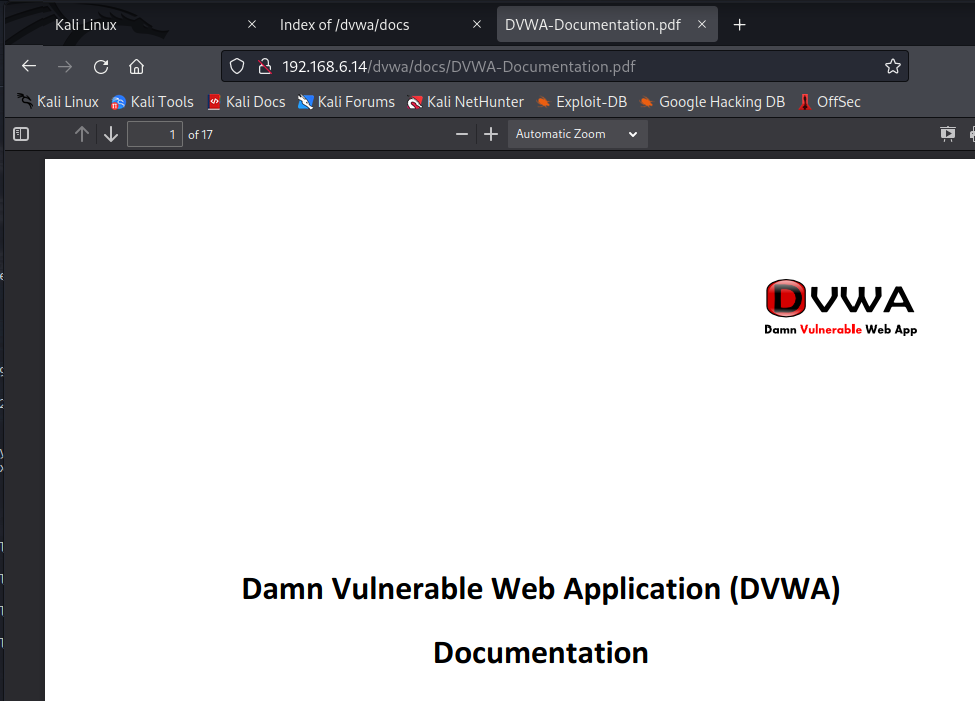 Kali Linux
Index of /dvwa/docs
DVWA-Documentation.pdf
192.168.6.14/dvwa/docs/DVWA-Documentation.pdf
Kali Linux Kali Tools Kali Docs Kali Forums Kali NetHunter Exploit-DB Google Hacking DB OffSec
1 of 17 Automatic Zoom
DVWA
Damn Vulnerable Web App
Damn Vulnerable Web Application (DVWA)
Documentation